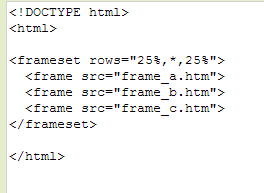 <!DOCTYPE html>
<html>
<frameset rows="25%,*,25%">
<frame src="frame_a.htm">
<frame src="frame_b.htm">
<frame src="frame_c.htm">
</frameset>
</html>